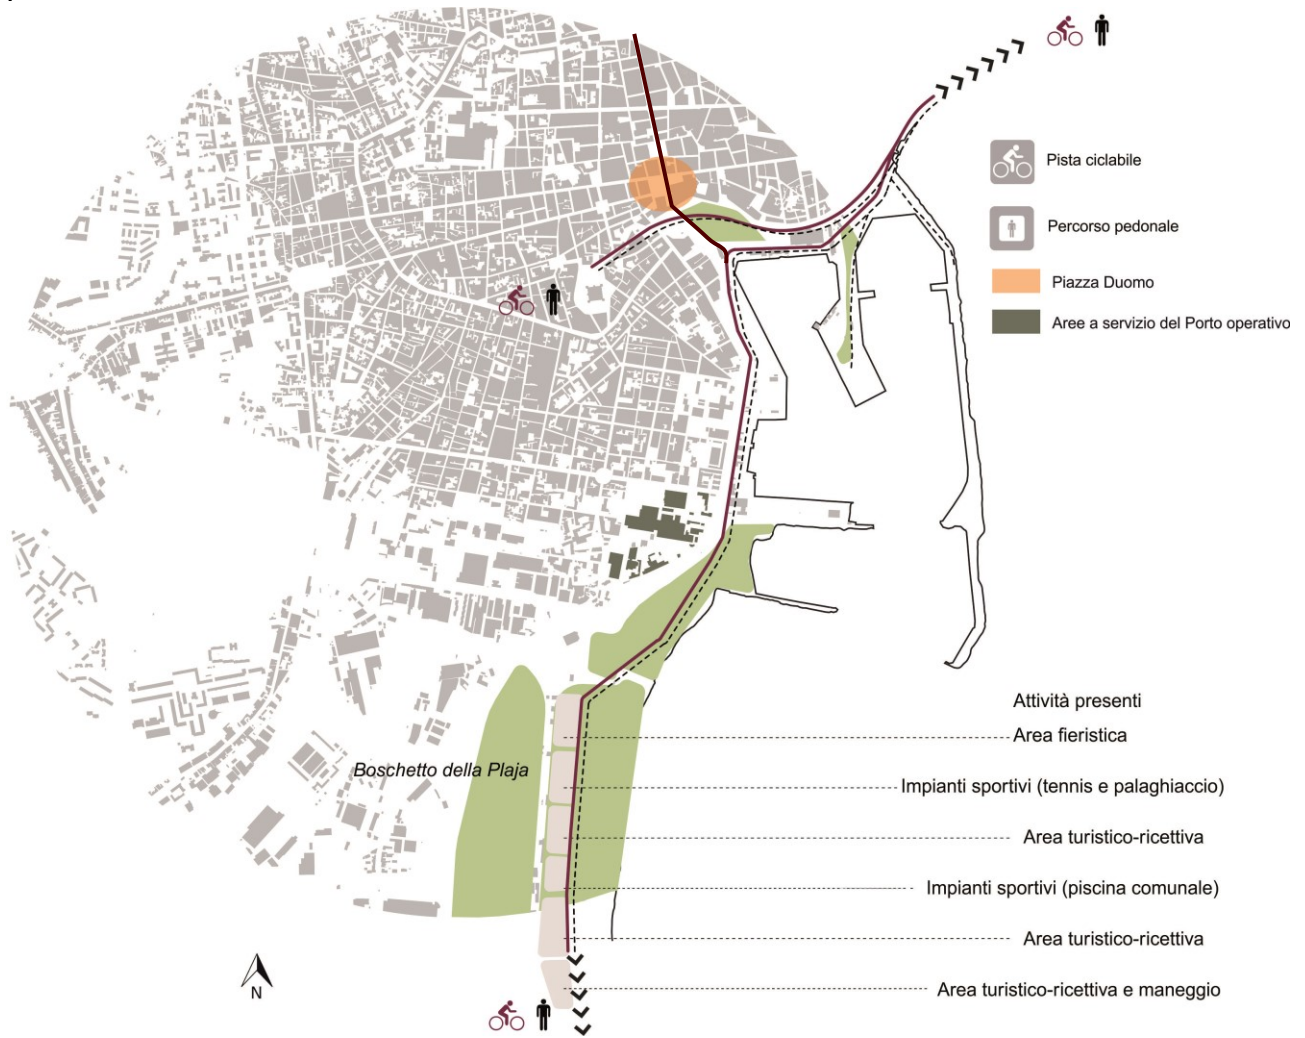 Pista ciclabile
Percorso pedonale
Piazza Duomo
Aree a servizio del Porto operativo
Attività presenti
Area fieristica
Boschetto della Plaja
Impianti sportivi (tennis e palaghiaccio)
Area turistico-ricettiva
Impianti sportivi (piscina comunale)
Area turistico-ricettiva
Area turistico-ricettiva e maneggio
N